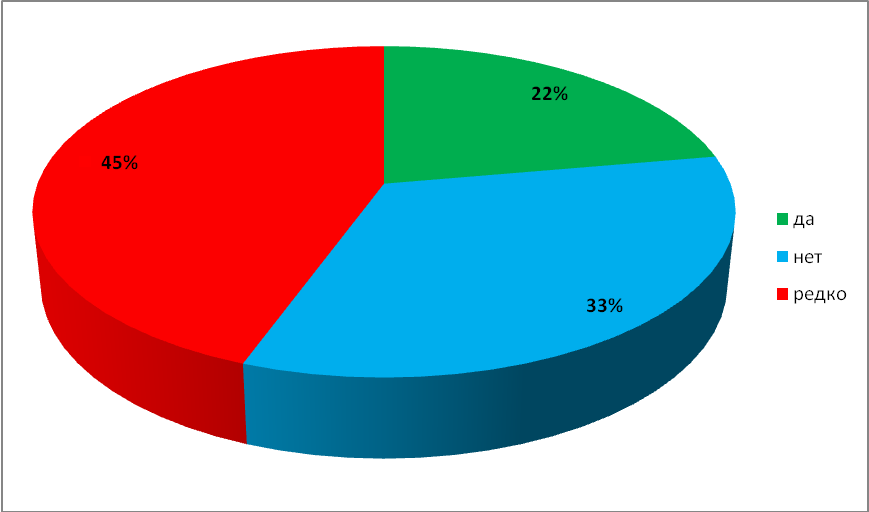 22%
45%
33%
да
нет
редко